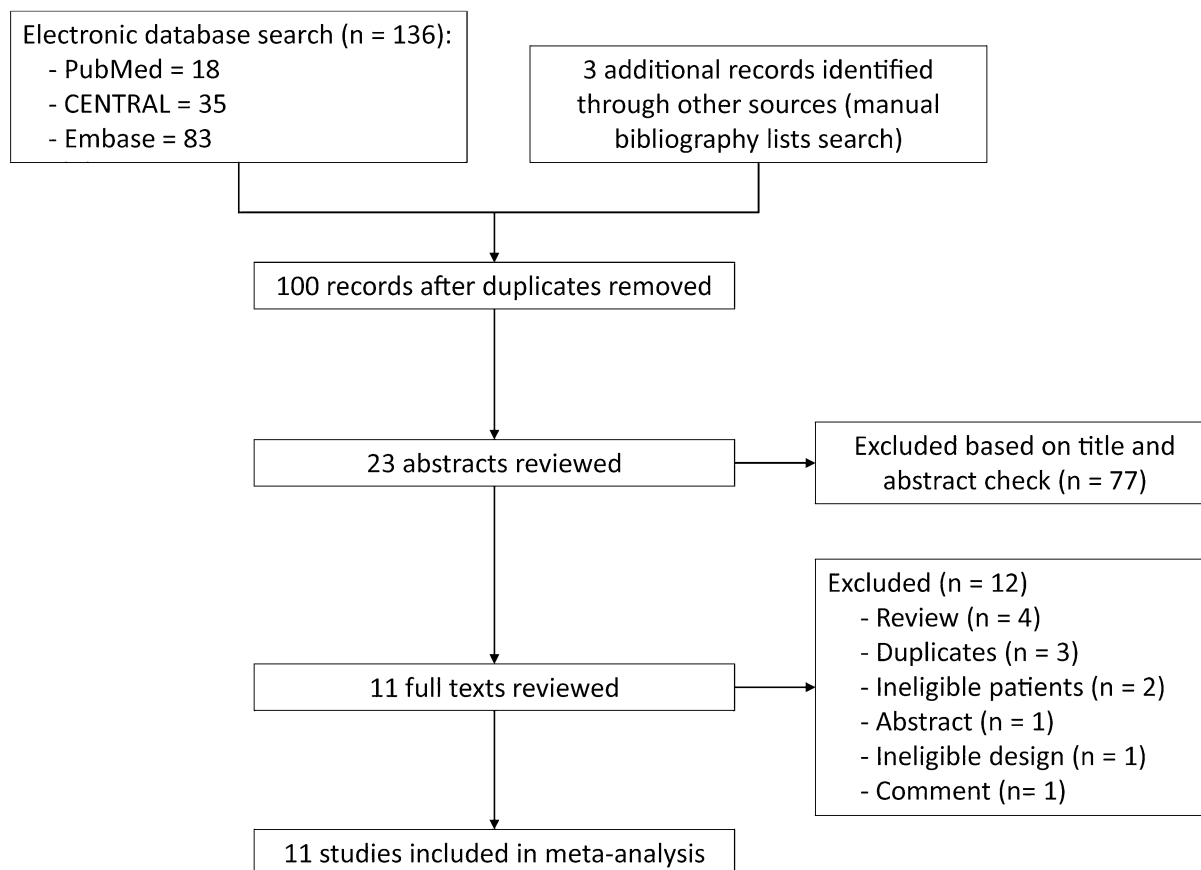 Electronic database search (n = 136):
- PubMed = 18
- CENTRAL = 35
- Embase = 83
3 additional records identified
through other sources (manual
bibliography lists search)
100 records after duplicates removed
23 abstracts reviewed
Excluded based on title and
abstract check (n = 77)
Excluded (n = 12)
- Review (n = 4)
- Duplicates (n = 3)
- Ineligible patients (n = 2)
- Abstract (n = 1)
- Ineligible design (n = 1)
- Comment (n= 1)
11 full texts reviewed
11 studies included in meta-analysis